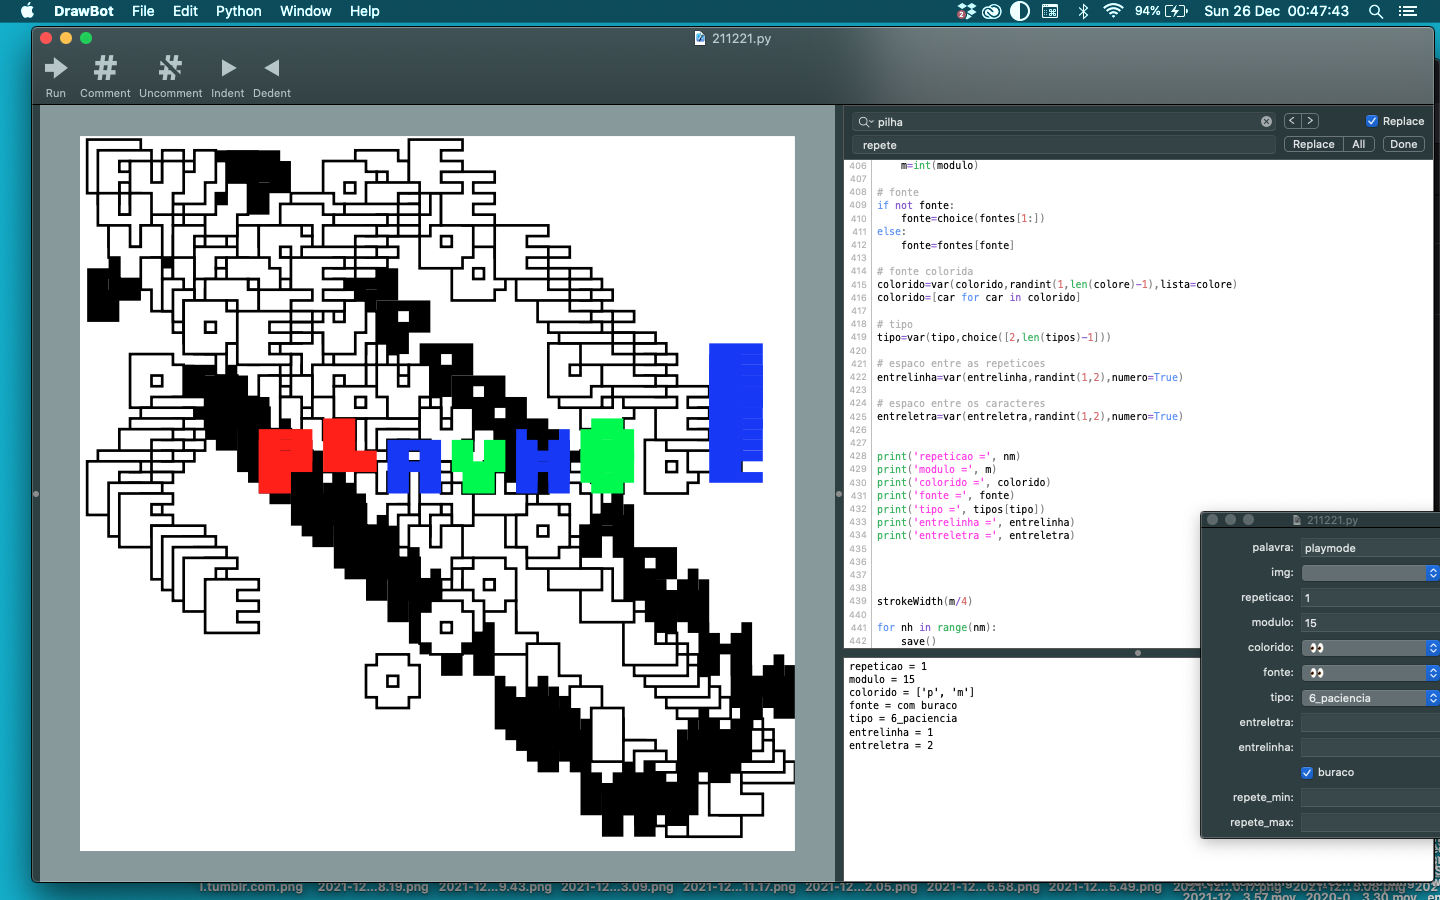 DrawBot File Edit Python Window Help 2 94% Sun 26 Dec 00:47:43
211221.py
Run Comment Uncomment Indent Dedent
pilha < > Replace
repete Replace All Done
406 m=int(modulo)
407
408 # fonte
409 if not fonte:
410 fonte=choice(fontes[1:])
411 else:
412 fonte=fontes[fonte]
413
414 # fonte colorida
415 colorido=var(colorido,randint(1,len(colore)-1),lista=colore)
416 colorido=[car for car in colorido]
417
418 # tipo
419 tipo=var(tipo,choice([2,len(tipos)-1]))
420
421 # espaco entre as repeticoes
422 entrelinha=var(entrelinha,randint(1,2),numero=True)
423
424 # espaco entre os caracteres
425 entreletra=var(entreletra,randint(1,2),numero=True)
426
427
428 print('repeticao =', nm)
429 print('modulo =', m)
430 print('colorido =', colorido)
431 print('fonte =', fonte)
432 print('tipo =', tipos[tipo])
433 print('entrelinha =', entrelinha)
434 print('entreletra =', entreletra)
435
436
437
438
439 strokeWidth(m/4)
440
441 for nh in range(nm):
442 save()
PLAYMODE
repeticao = 1
modulo = 15
colorido = ['p', 'm']
fonte = com buraco
tipo = 6_paciencia
entrelinha = 1
entreletra = 2
211221.py
palavra: playmode
img:
repeticao: 1
modulo: 15
colorido: 👀
fonte: 👀
tipo: 6_paciencia
entreletra:
entrelinha:
buraco
repete_min:
repete_max:
l.tumblr.com.png 2021-12...8.19.png 2021-12...9.43.png 2021-12...3.09.png 2021-12...11.17.png 2021-12...2.05.png 2021-12...6.58.png 2021-12...5.49.png